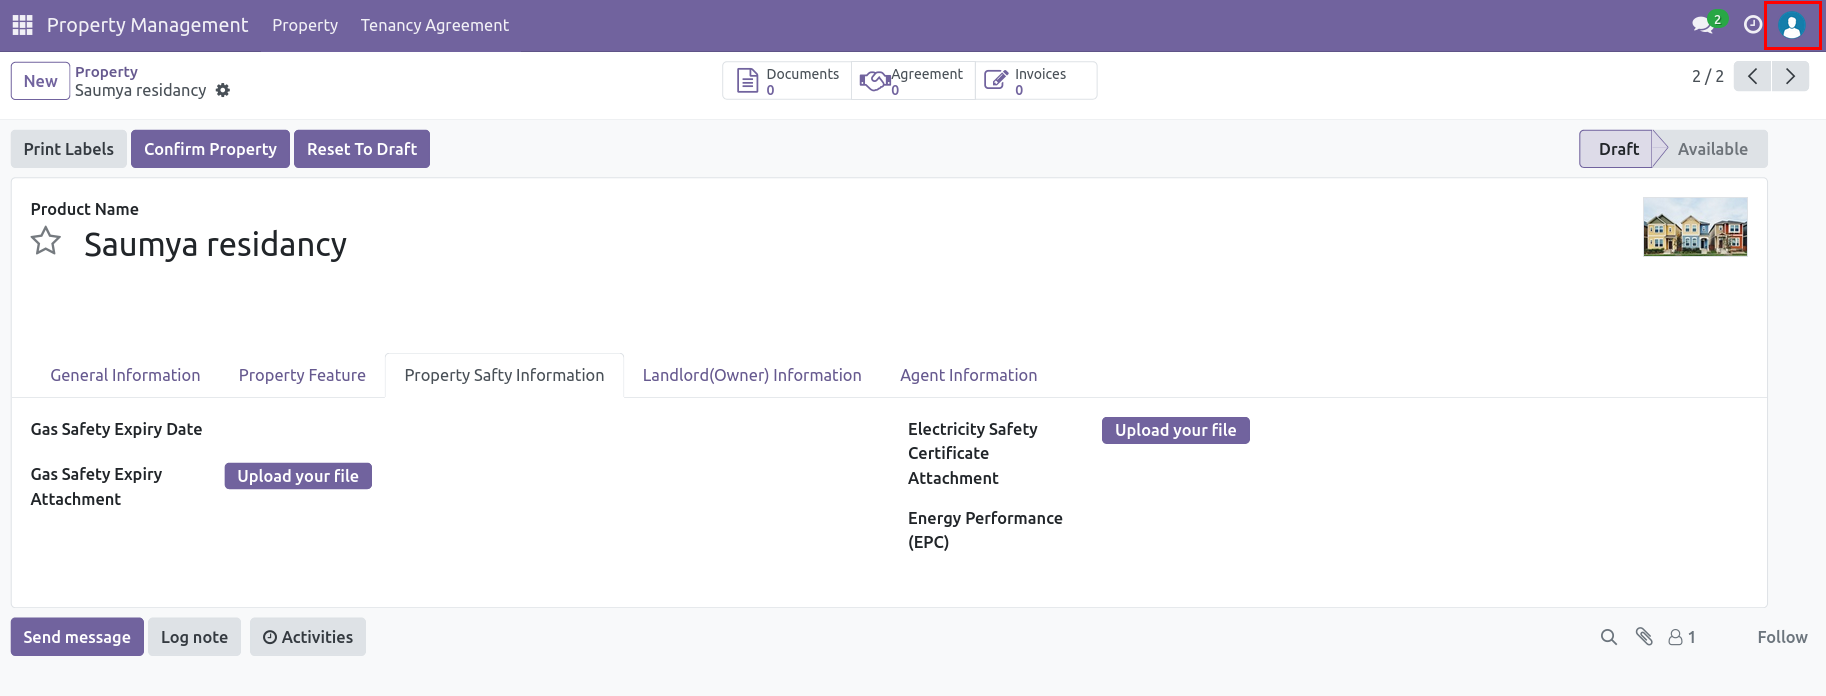 Property Management Property Tenancy Agreement 2
New Property Documents Agreement Invoices 2 / 2
Saumya residancy 0 0 0
Print Labels Confirm Property Reset To Draft Draft Available
Product Name
Saumya residancy
General Information Property Feature Property Safty Information Landlord(Owner) Information Agent Information
Gas Safety Expiry Date
Gas Safety Expiry
Attachment
Upload your file
Electricity Safety
Certificate
Attachment
Upload your file
Energy Performance
(EPC)
Send message Log note Activities 1 Follow